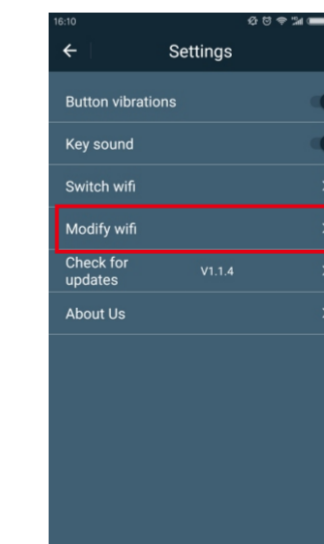 16:10
Settings
Button vibrations
Key sound
Switch wifi
Modify wifi
Check for
updates V1.1.4
About Us